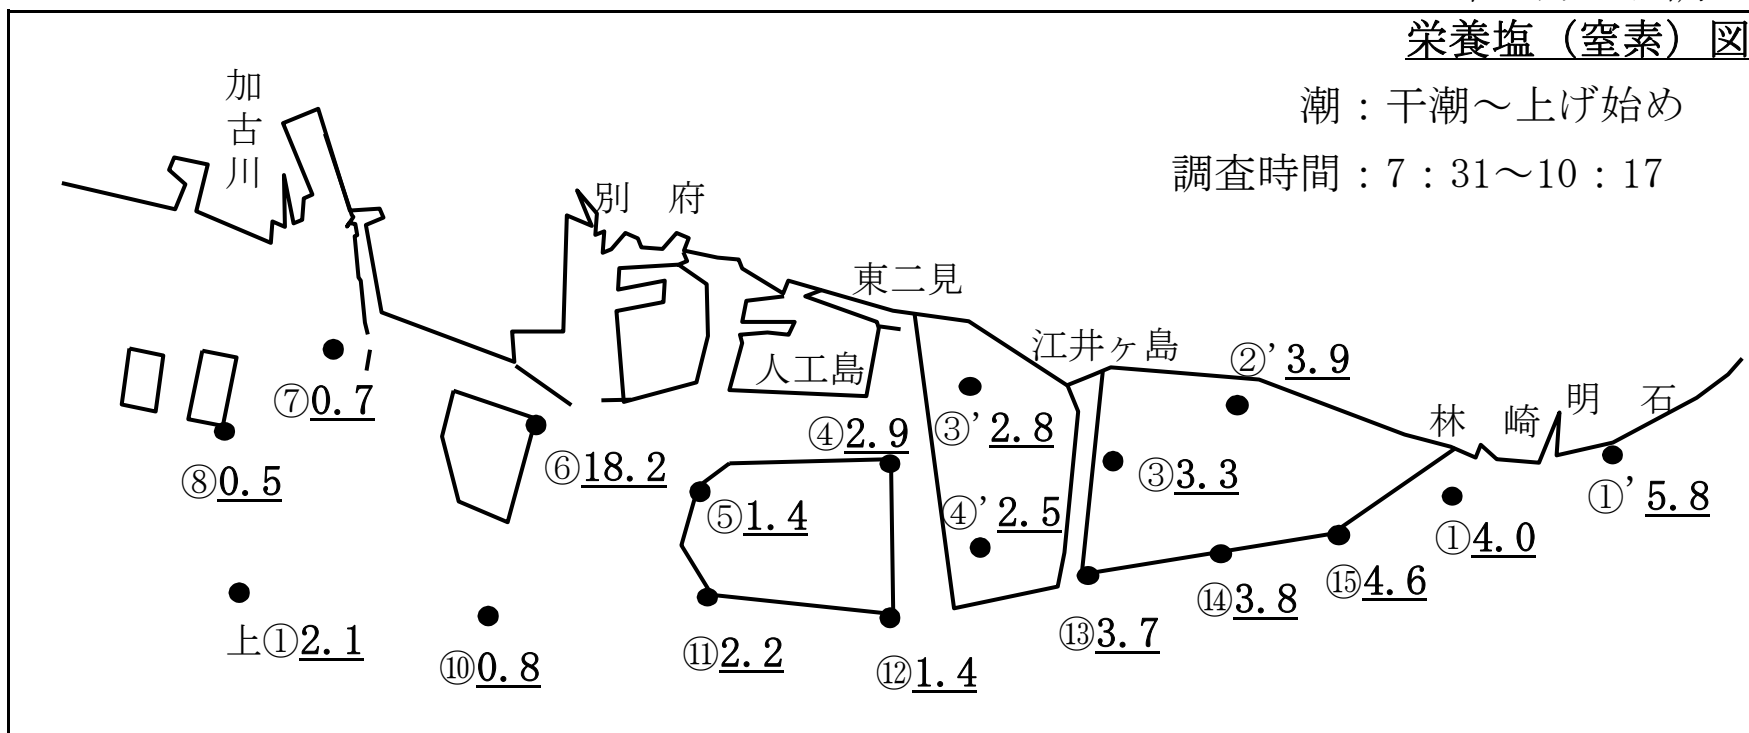 栄養塩（窒素）図
潮：干潮～上げ始め
調査時間：7：31～10：17
加古川
別　府
東二見
人工島
江井ヶ島
林　崎
明　石
②’3.9
⑦0.7
③’2.8
④2.9
⑥18.2
③3.3
⑧0.5
⑤1.4
④’2.5
①’5.8
①4.0
⑮4.6
⑭3.8
⑬3.7
上①2.1
⑩0.8
⑪2.2
⑫1.4